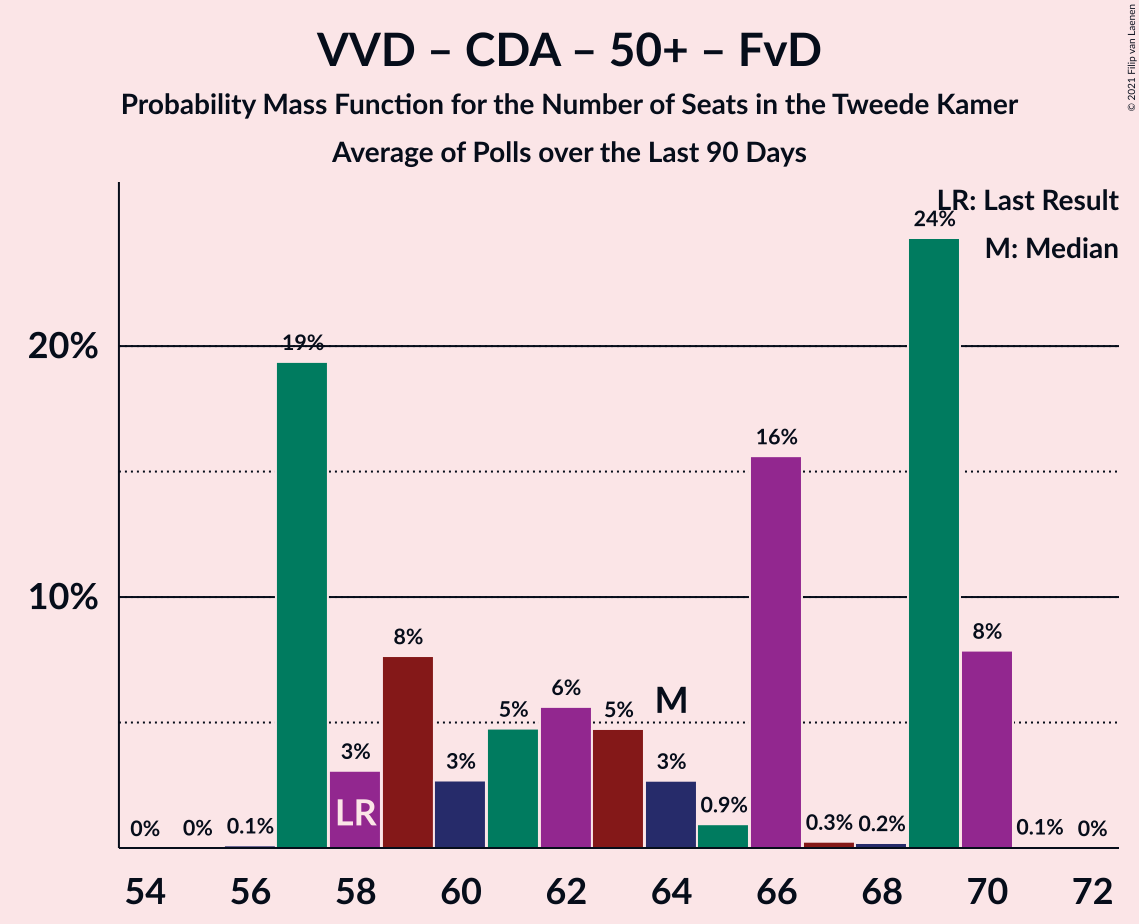 VVD – CDA – 50+ – FvD
Probability Mass Function for the Number of Seats in the Tweede Kamer
Average of Polls over the Last 90 Days
© 2021 Filip van Laenen
LR: Last Result
M: Median
20%
10%
0%
0%
0.1%
19%
3%
8%
3%
5%
6%
5%
3%
0.9%
16%
0.3%
0.2%
24%
8%
0.1%
0%
LR
M
54 56 58 60 62 64 66 68 70 72